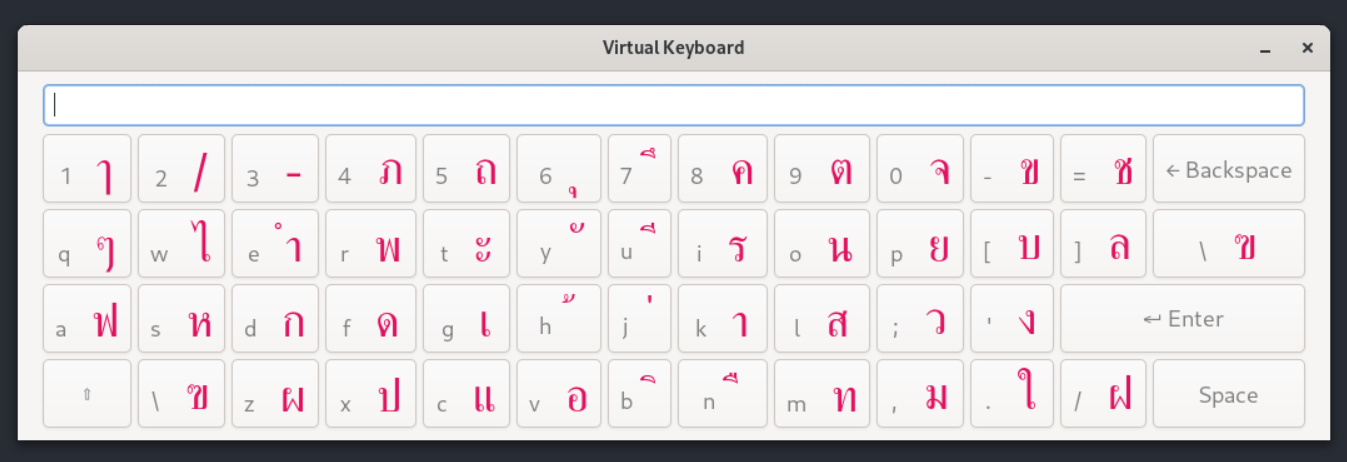 Virtual Keyboard
1 ๅ 2 / 3 - 4 ภ 5 ถ 6 ุ 7 ึ 8 ค 9 ต 0 จ - ข = ช ← Backspace
q ๆ w ไ e ำ r พ t ะ y ั u ี i ร o น p ย [ บ ] ล \ ฃ
a ฟ s ห d ก f ด g เ h ้ j ่ k า l ส ; ว ' ง ↵ Enter
⇧ \ ฃ z ผ x ป c แ v อ b ิ n ื m ท , ม . ใ / ฝ Space